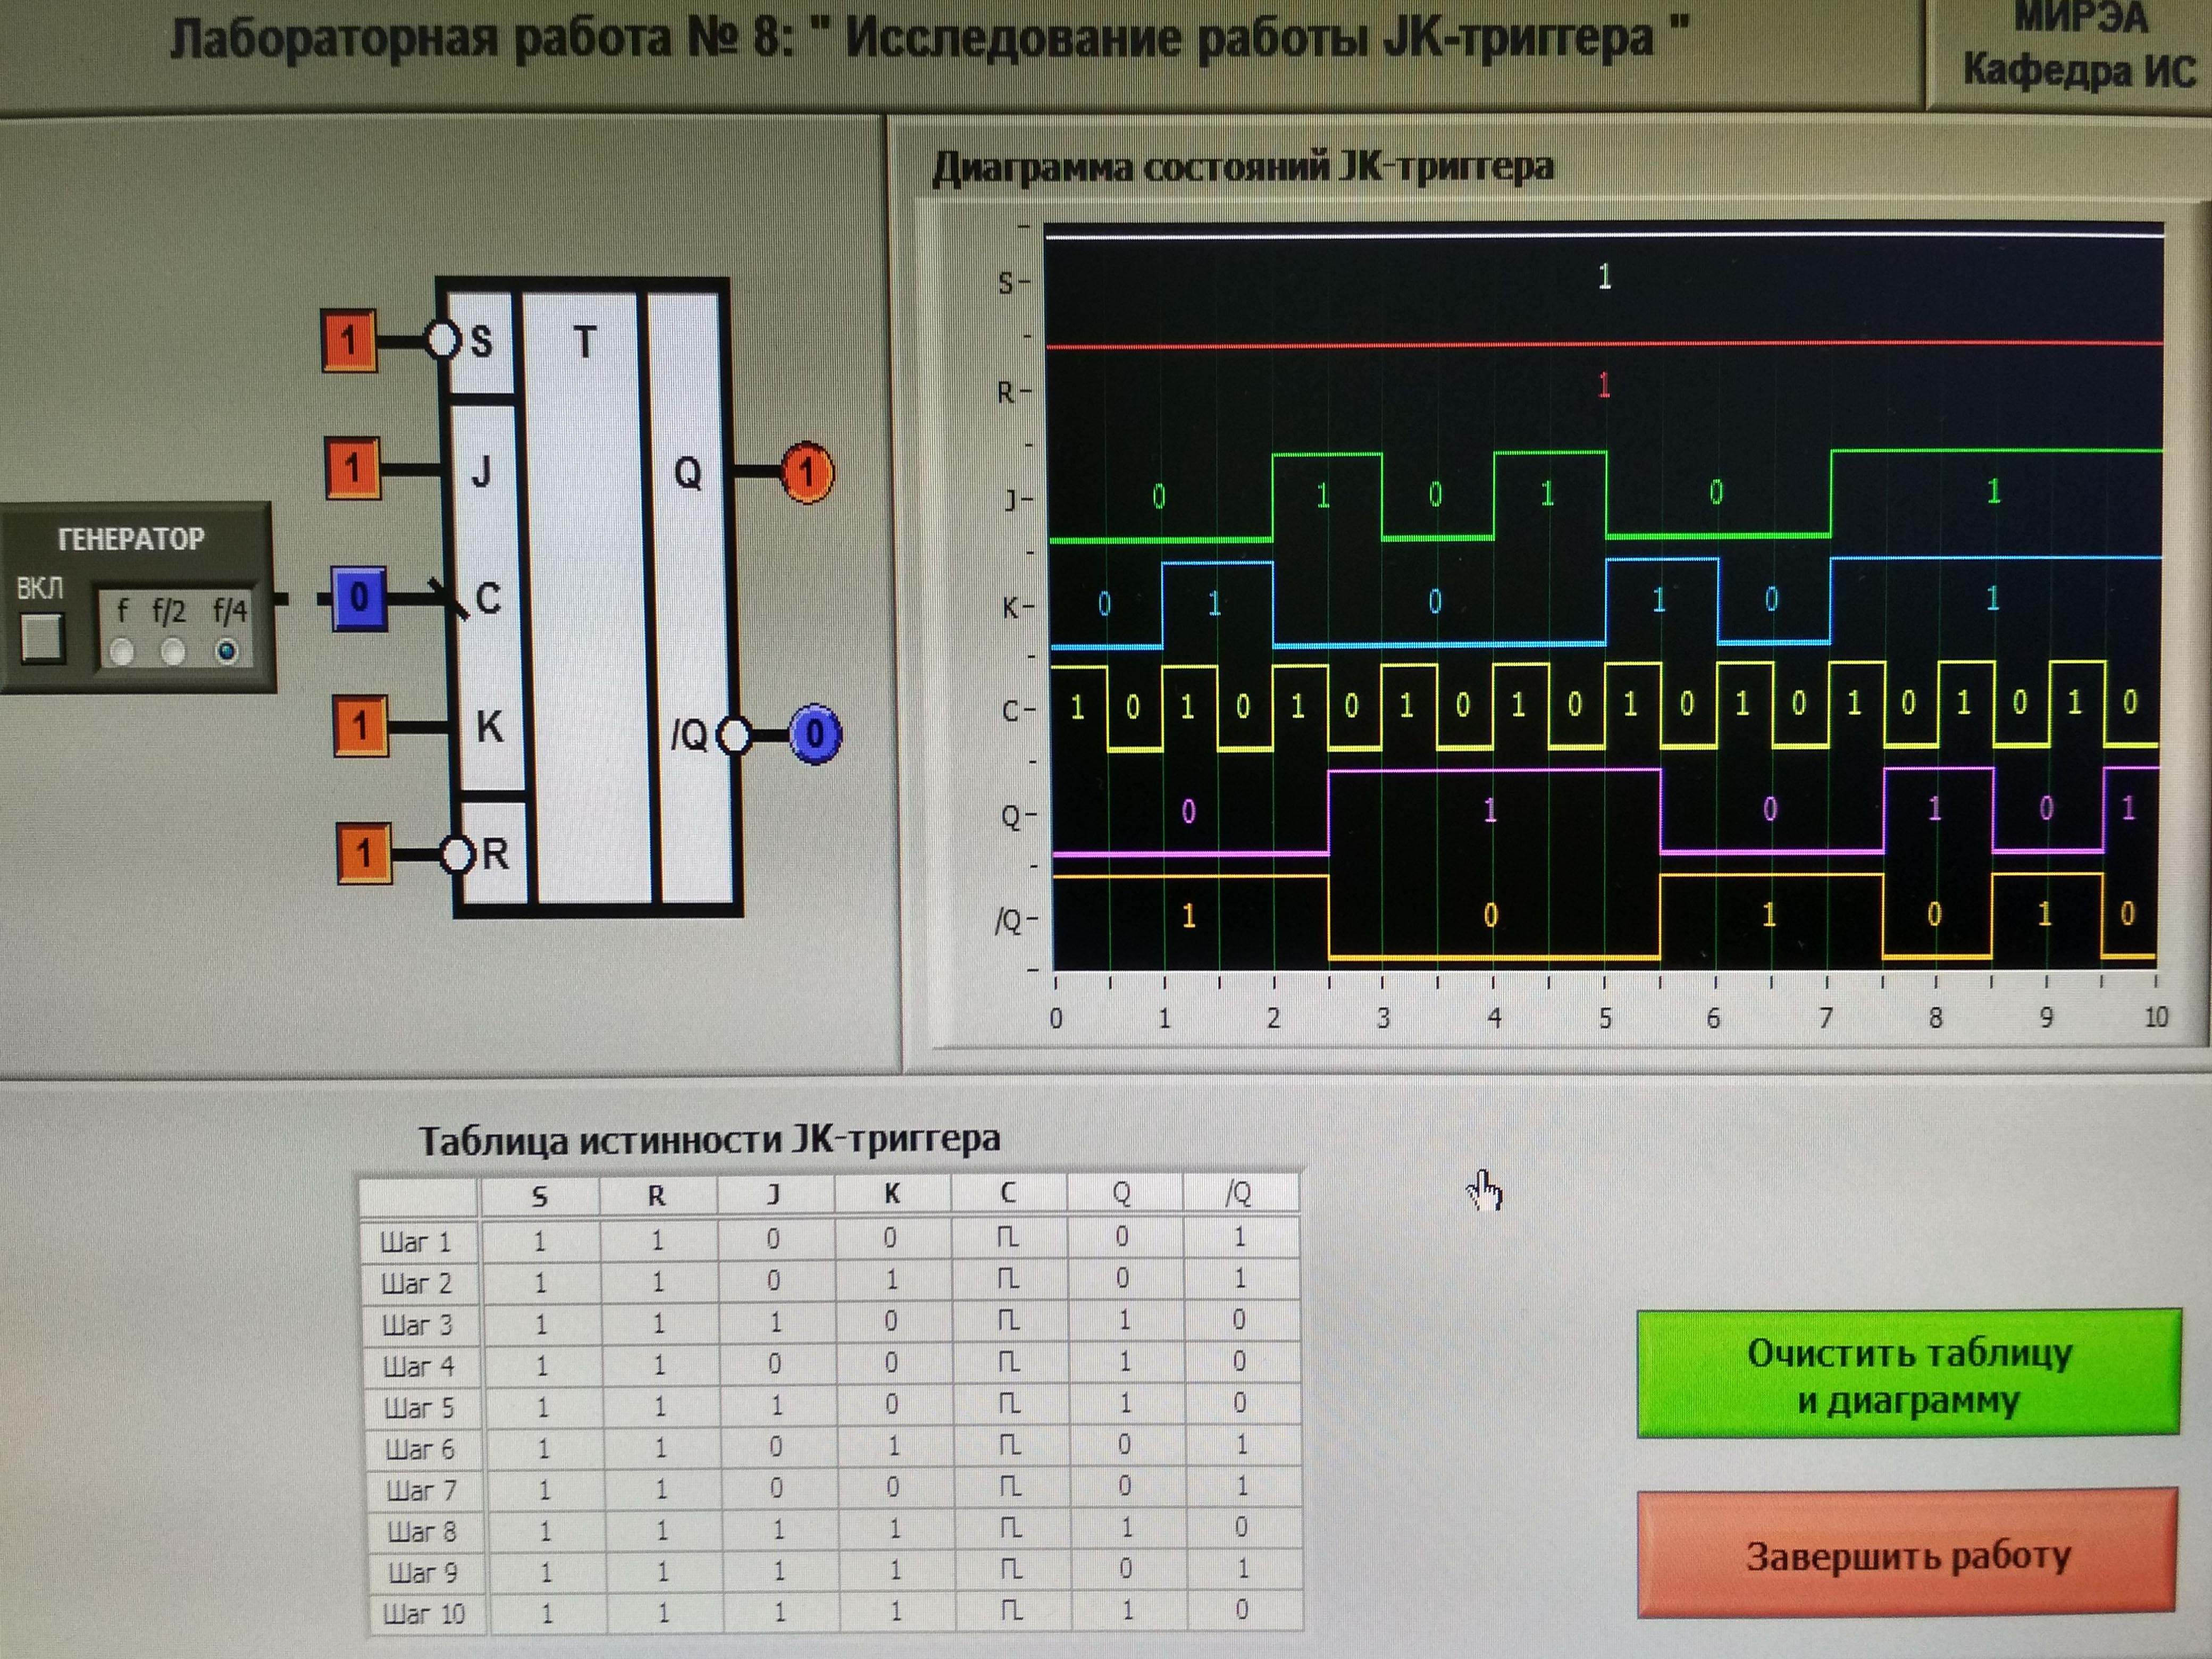 Лабораторная работа № 8: " Исследование работы JK-триггера "
МИРЭА
Кафедра ИС
ГЕНЕРАТОР
ВКЛ
f f/2 f/4
1 S T
1 J Q 1
0 C
1 K /Q 0
1 R
Диаграмма состояний JK-триггера
S 1
R 1
J 0 1 0 1 0 1
K 0 1 0 1 0 1
C 1 0 1 0 1 0 1 0 1 0 1 0 1 0 1 0 1 0 1 0
Q 0 1 0 1 0 1
/Q 1 0 1 0 1 0
0 1 2 3 4 5 6 7 8 9 10
Таблица истинности JK-триггера
S R J K C Q /Q
Шаг 1 1 1 0 0 0 1
Шаг 2 1 1 0 1 0 1
Шаг 3 1 1 1 0 1 0
Шаг 4 1 1 0 0 1 0
Шаг 5 1 1 1 0 1 0
Шаг 6 1 1 0 1 0 1
Шаг 7 1 1 0 0 0 1
Шаг 8 1 1 1 1 1 0
Шаг 9 1 1 1 1 0 1
Шаг 10 1 1 1 1 1 0
Очистить таблицу
и диаграмму
Завершить работу